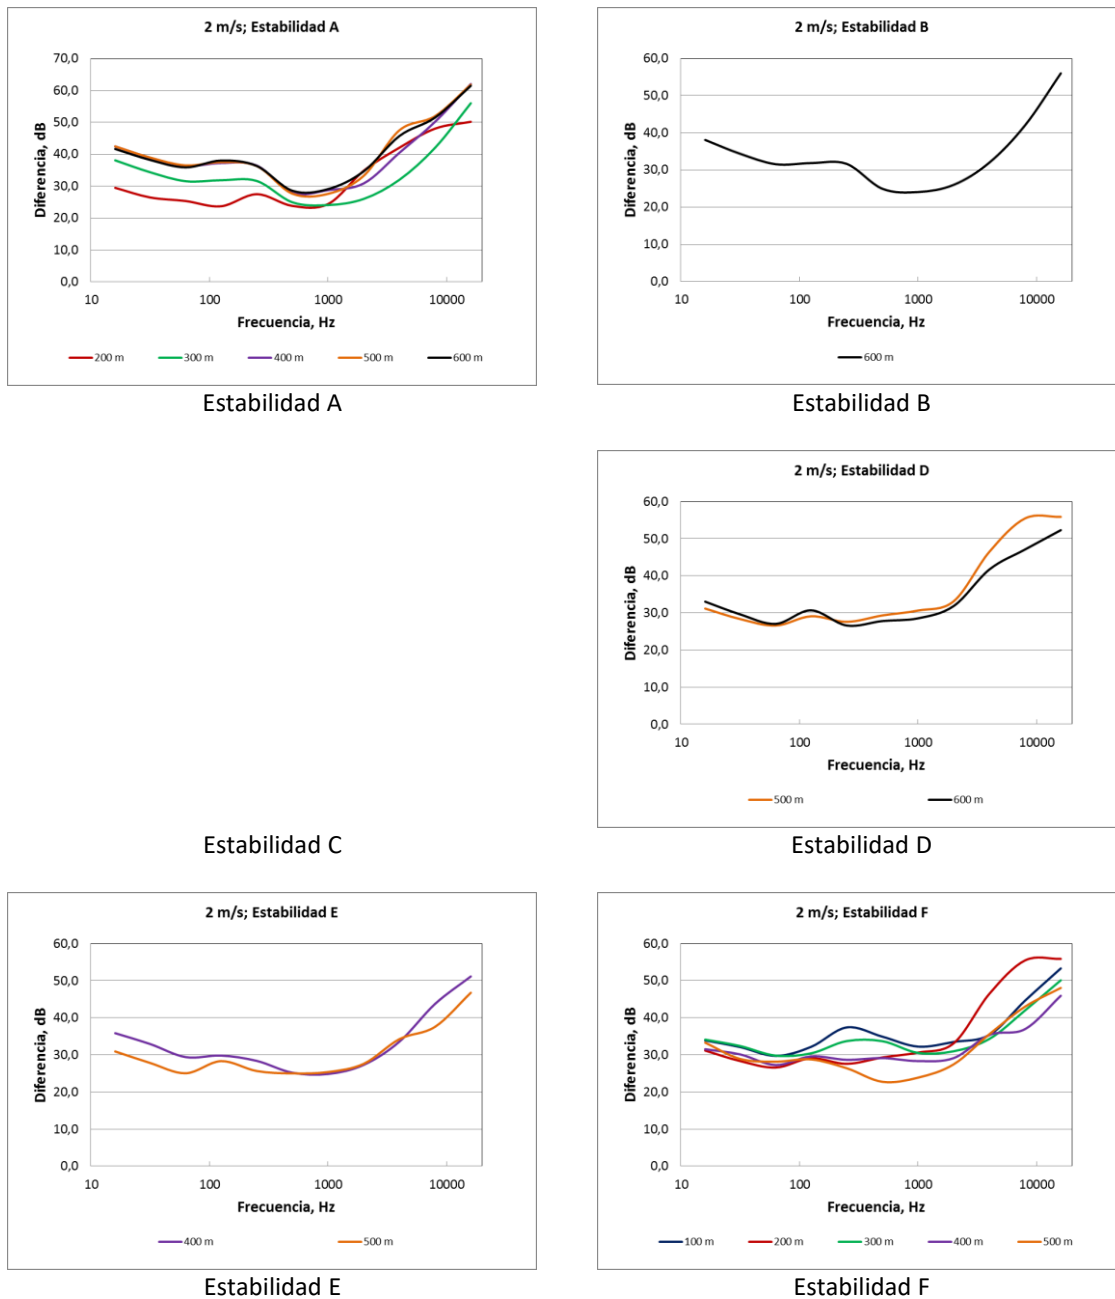 2 m/s; Estabilidad A
70,0
60,0
50,0
40,0
30,0
20,0
10,0
0,0
Diferencia, dB
10 100 1000 10000
Frecuencia, Hz
200 m 300 m 400 m 500 m 600 m
Estabilidad A
2 m/s; Estabilidad B
60,0
50,0
40,0
30,0
20,0
10,0
0,0
Diferencia, dB
10 100 1000 10000
Frecuencia, Hz
600 m
Estabilidad B
Estabilidad C
2 m/s; Estabilidad D
60,0
50,0
40,0
30,0
20,0
10,0
0,0
Diferencia, dB
10 100 1000 10000
Frecuencia, Hz
500 m 600 m
Estabilidad D
2 m/s; Estabilidad E
60,0
50,0
40,0
30,0
20,0
10,0
0,0
Diferencia, dB
10 100 1000 10000
Frecuencia, Hz
400 m 500 m
Estabilidad E
2 m/s; Estabilidad F
60,0
50,0
40,0
30,0
20,0
10,0
0,0
Diferencia, dB
10 100 1000 10000
Frecuencia, Hz
100 m 200 m 300 m 400 m 500 m
Estabilidad F